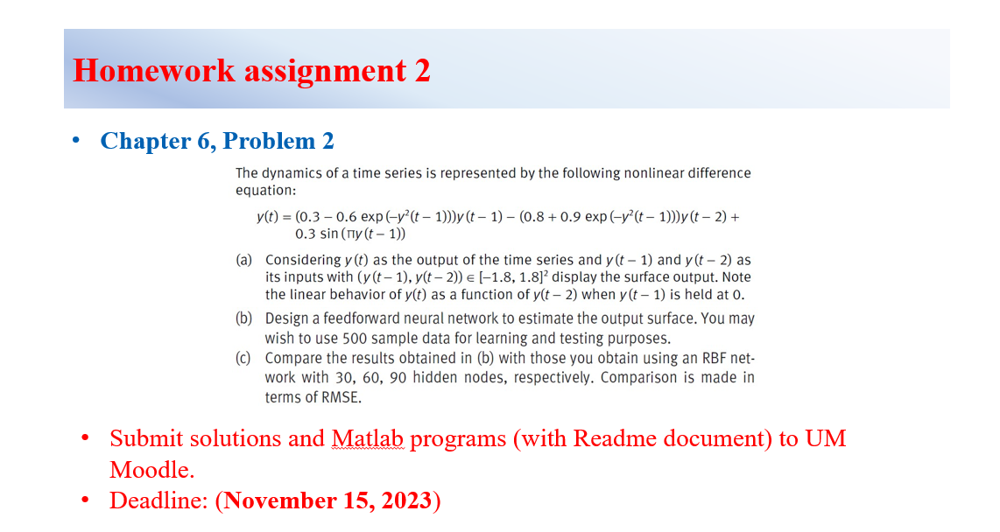 Homework assignment 2
• Chapter 6, Problem 2
The dynamics of a time series is represented by the following nonlinear difference
equation:
y(t) = (0.3 – 0.6 exp (–y²(t – 1)))y (t – 1) – (0.8 + 0.9 exp (–y²(t – 1)))y (t – 2) +
0.3 sin (πy (t – 1))
(a) Considering y (t) as the output of the time series and y (t – 1) and y (t – 2) as
its inputs with (y (t – 1), y(t – 2)) ∈ [–1.8, 1.8]² display the surface output. Note
the linear behavior of y(t) as a function of y(t – 2) when y (t – 1) is held at 0.
(b) Design a feedforward neural network to estimate the output surface. You may
wish to use 500 sample data for learning and testing purposes.
(c) Compare the results obtained in (b) with those you obtain using an RBF net-
work with 30, 60, 90 hidden nodes, respectively. Comparison is made in
terms of RMSE.
• Submit solutions and Matlab programs (with Readme document) to UM
Moodle.
• Deadline: (November 15, 2023)